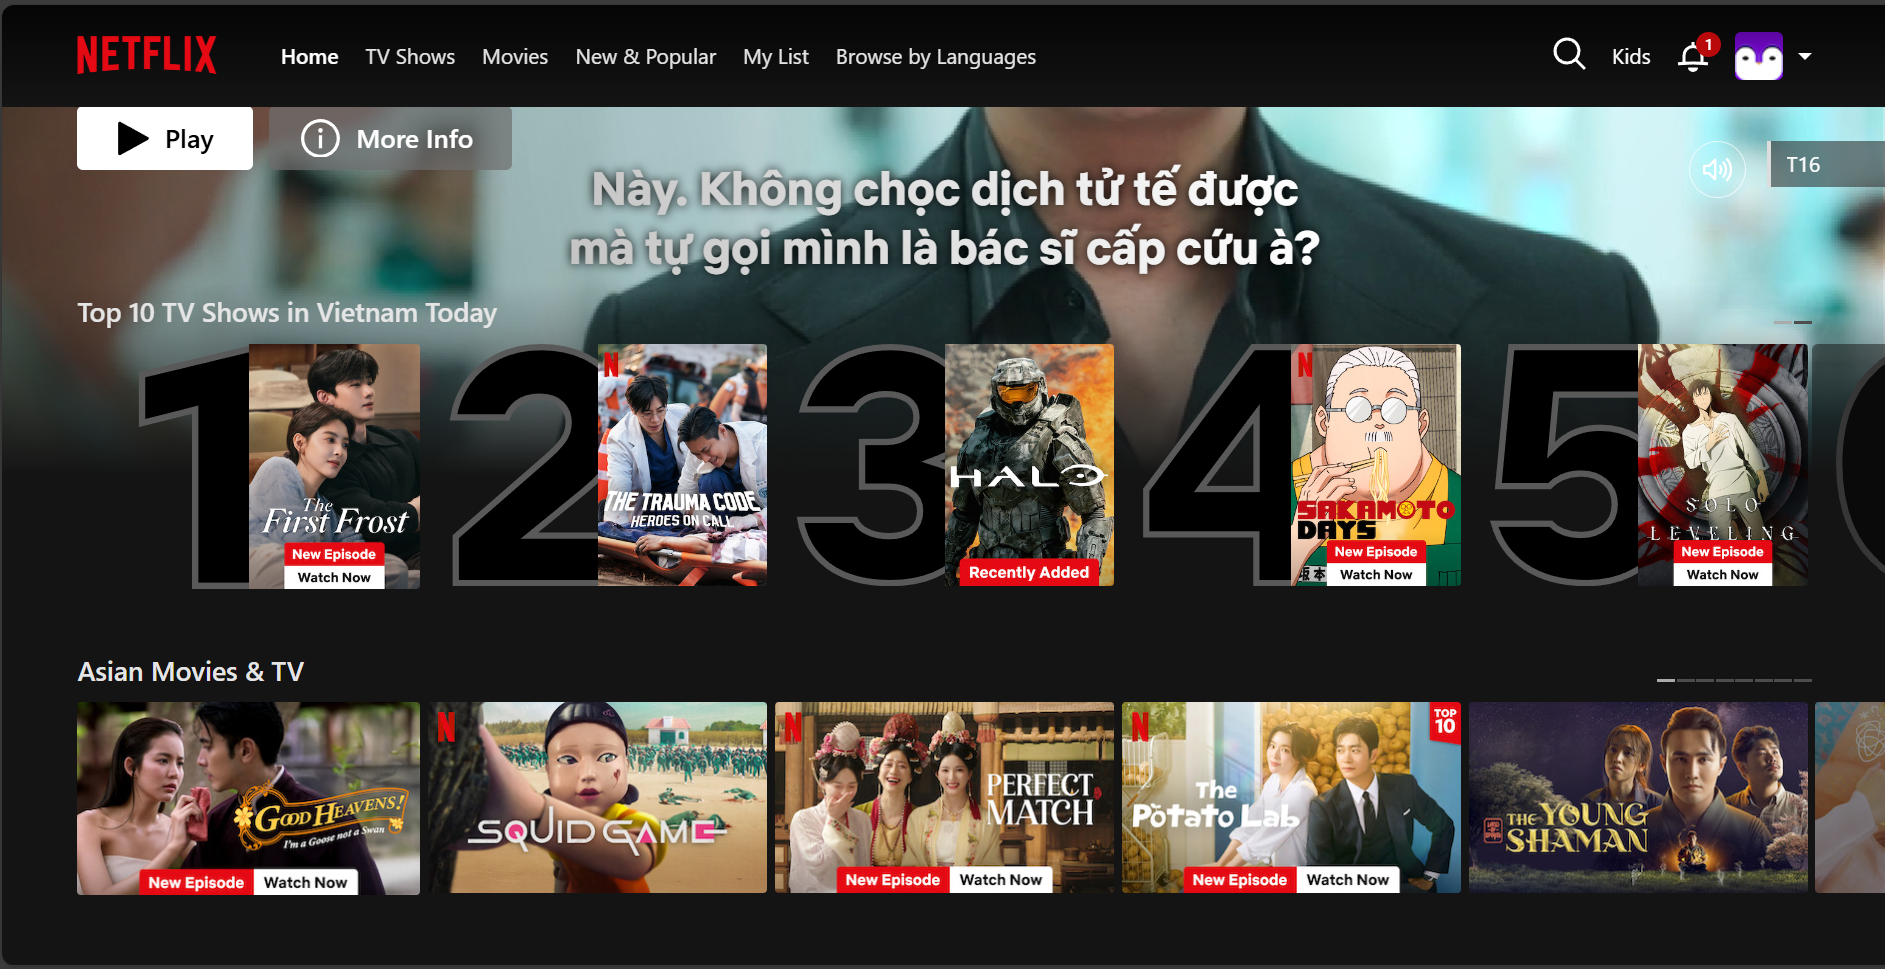 NETFLIX
Home TV Shows Movies New & Popular My List Browse by Languages
Kids
1
Play
More Info
T16
Này. Không chọc dịch tử tế được
mà tự gọi mình là bác sĩ cấp cứu à?
Top 10 TV Shows in Vietnam Today
1
The
First Frost
New Episode
Watch Now
2
N
THE TRAUMA CODE
HEROES ON CALL
3
HALO
Recently Added
4
N
SAKAMOTO
DAYS
坂本
New Episode
Watch Now
5
SOLO
LEVELING
New Episode
Watch Now
Asian Movies & TV
GOOD HEAVENS!
I'm a Goose not a Swan
New Episode
Watch Now
N
SQUID GAME
N
PERFECT
MATCH
New Episode
Watch Now
N
TOP
10
The
Potato Lab
New Episode
Watch Now
THE YOUNG
SHAMAN